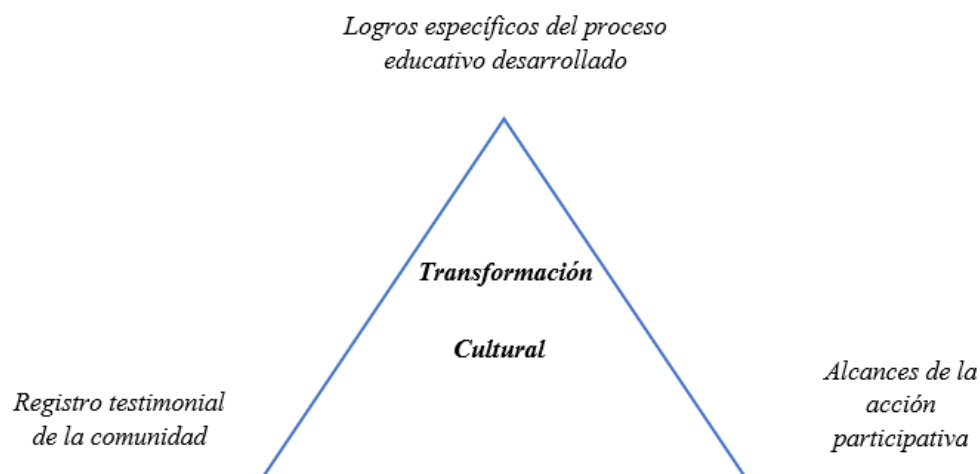 Logros específicos del proceso
educativo desarrollado
Transformación
Cultural
Registro testimonial
de la comunidad
Alcances de la
acción
participativa